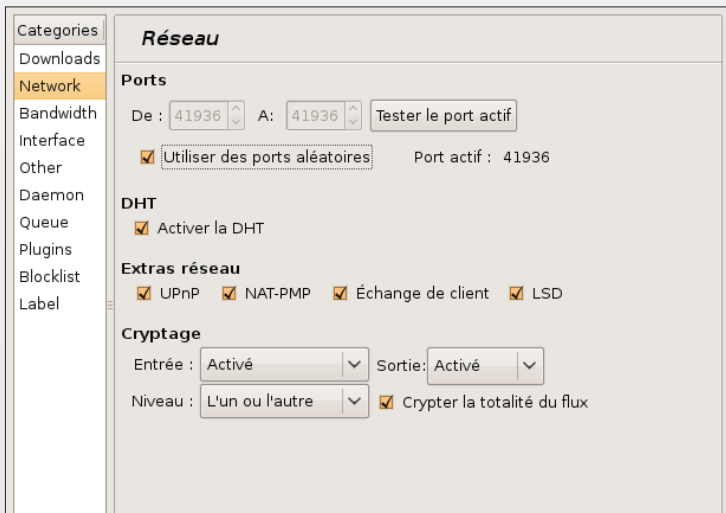 Categories
Downloads
Network
Bandwidth
Interface
Other
Daemon
Queue
Plugins
Blocklist
Label
Réseau
Ports
De : 41936 A: 41936 Tester le port actif
Utiliser des ports aléatoires Port actif : 41936
DHT
Activer la DHT
Extras réseau
UPnP NAT-PMP Échange de client LSD
Cryptage
Entrée : Activé Sortie: Activé
Niveau : L'un ou l'autre Crypter la totalité du flux